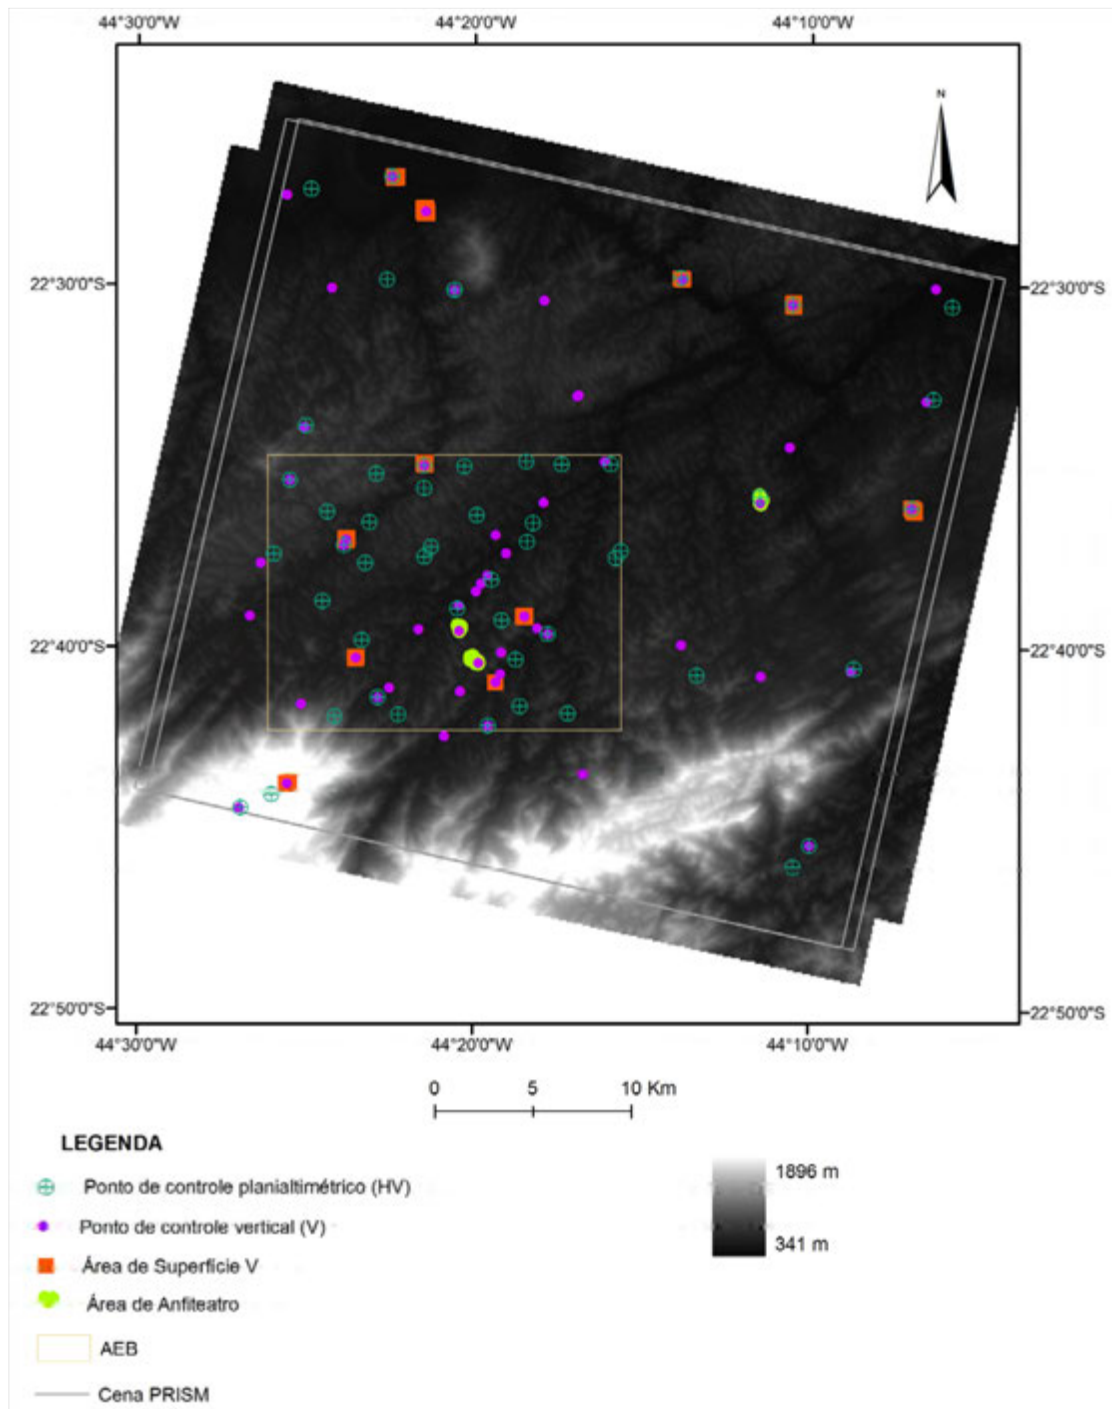 44°30'0"W 44°20'0"W 44°10'0"W
N
22°30'0"S 22°30'0"S
22°40'0"S 22°40'0"S
22°50'0"S 22°50'0"S
44°30'0"W 44°20'0"W 44°10'0"W
0 5 10 Km
LEGENDA
Ponto de controle planialtimétrico (HV)
Ponto de controle vertical (V)
Área de Superfície V
Área de Anfiteatro
AEB
Cena PRISM
1896 m
341 m